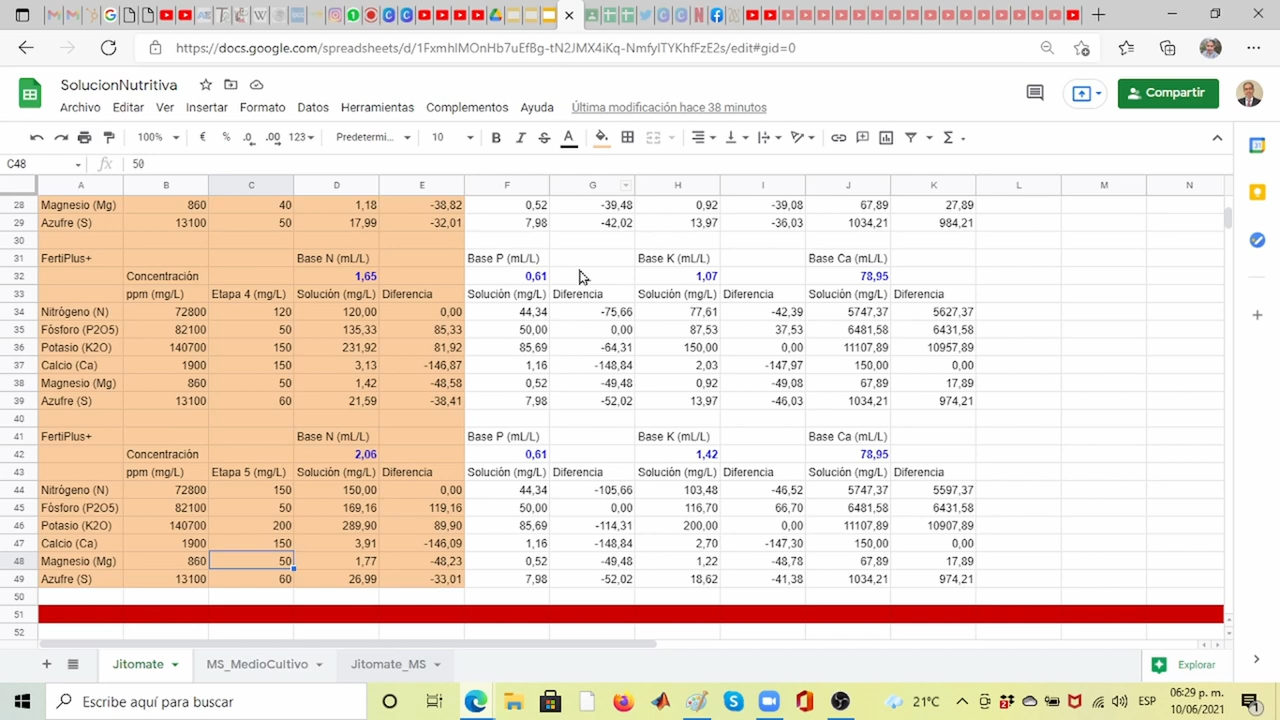 https://docs.google.com/spreadsheets/d/1FxmhIMOnHb7uEfBg-tN2JMX4iKq-NmfyITYKhfFzE2s/edit#gid=0
SolucionNutritiva
Archivo Editar Ver Insertar Formato Datos Herramientas Complementos Ayuda Última modificación hace 38 minutos
Compartir
100% € % .0 .00 123 Predetermi... 10 B I S A
C48 fx 50
A B C D E F G H I J K L M N
28 Magnesio (Mg) 860 40 1,18 -38,82 0,52 -39,48 0,92 -39,08 67,89 27,89
29 Azufre (S) 13100 50 17,99 -32,01 7,98 -42,02 13,97 -36,03 1034,21 984,21
30
31 FertiPlus+ Base N (mL/L) Base P (mL/L) Base K (mL/L) Base Ca (mL/L)
32 Concentración 1,65 0,61 1,07 78,95
33 ppm (mg/L) Etapa 4 (mg/L) Solución (mg/L) Diferencia Solución (mg/L) Diferencia Solución (mg/L) Diferencia Solución (mg/L) Diferencia
34 Nitrógeno (N) 72800 120 120,00 0,00 44,34 -75,66 77,61 -42,39 5747,37 5627,37
35 Fósforo (P2O5) 82100 50 135,33 85,33 50,00 0,00 87,53 37,53 6481,58 6431,58
36 Potasio (K2O) 140700 150 231,92 81,92 85,69 -64,31 150,00 0,00 11107,89 10957,89
37 Calcio (Ca) 1900 150 3,13 -146,87 1,16 -148,84 2,03 -147,97 150,00 0,00
38 Magnesio (Mg) 860 50 1,42 -48,58 0,52 -49,48 0,92 -49,08 67,89 17,89
39 Azufre (S) 13100 60 21,59 -38,41 7,98 -52,02 13,97 -46,03 1034,21 974,21
40
41 FertiPlus+ Base N (mL/L) Base P (mL/L) Base K (mL/L) Base Ca (mL/L)
42 Concentración 2,06 0,61 1,42 78,95
43 ppm (mg/L) Etapa 5 (mg/L) Solución (mg/L) Diferencia Solución (mg/L) Diferencia Solución (mg/L) Diferencia Solución (mg/L) Diferencia
44 Nitrógeno (N) 72800 150 150,00 0,00 44,34 -105,66 103,48 -46,52 5747,37 5597,37
45 Fósforo (P2O5) 82100 50 169,16 119,16 50,00 0,00 116,70 66,70 6481,58 6431,58
46 Potasio (K2O) 140700 200 289,90 89,90 85,69 -114,31 200,00 0,00 11107,89 10907,89
47 Calcio (Ca) 1900 150 3,91 -146,09 1,16 -148,84 2,70 -147,30 150,00 0,00
48 Magnesio (Mg) 860 50 1,77 -48,23 0,52 -49,48 1,22 -48,78 67,89 17,89
49 Azufre (S) 13100 60 26,99 -33,01 7,98 -52,02 18,62 -41,38 1034,21 974,21
50
51
52
Jitomate MS_MedioCultivo Jitomate_MS Explorar
Escribe aquí para buscar 21°C ESP 06:29 p. m.
10/06/2021